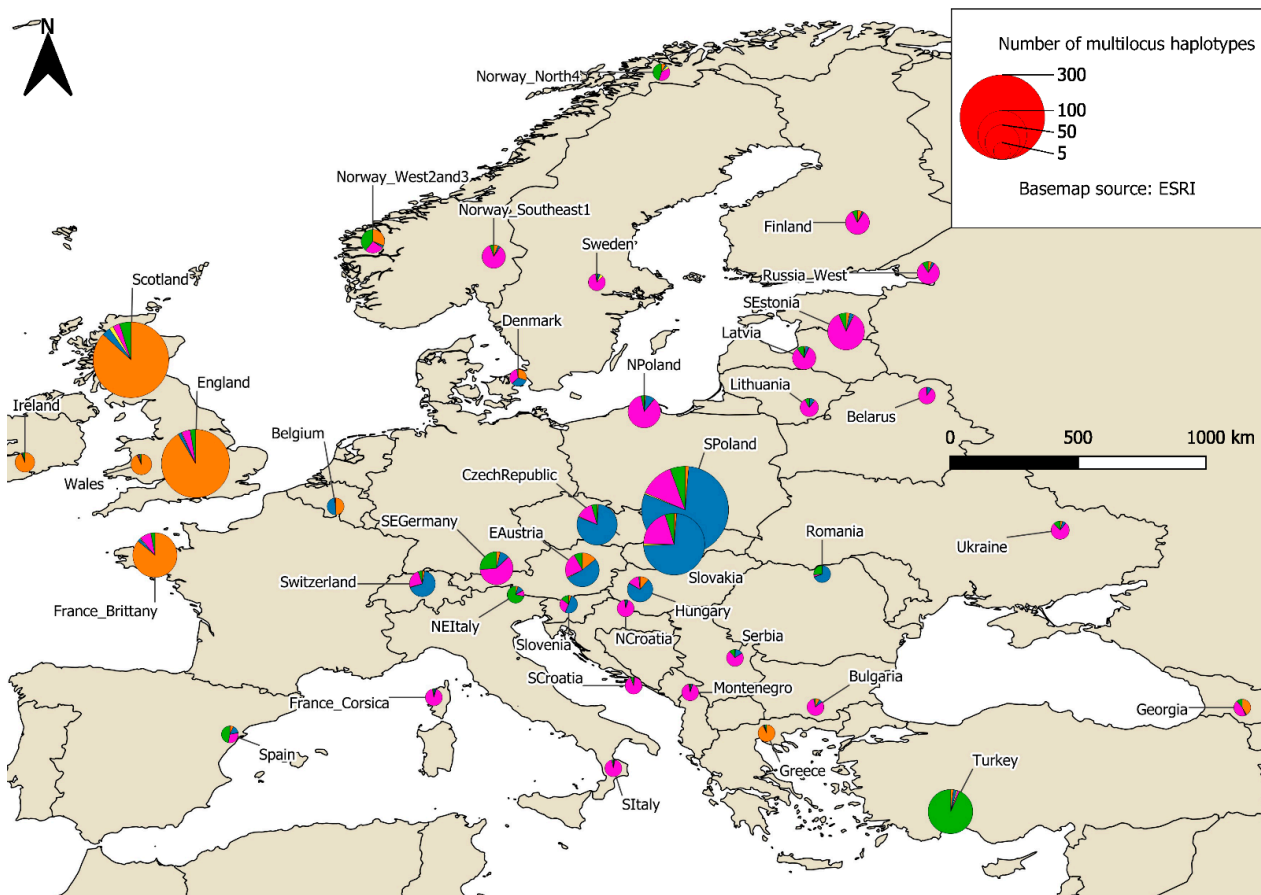 N
Number of multilocus haplotypes
300
100
50
5
Basemap source: ESRI
Norway_North4
Norway_West2and3
Norway_Southeast1
Finland
Sweden
Russia_West
Scotland
SEstonia
Denmark
Latvia
NPoland
England
Lithuania
Ireland
Belarus
Belgium
0 500 1000 km
SPoland
CzechRepublic
Wales
SEGermany
EAustria
Romania
Ukraine
Switzerland
Slovakia
France_Brittany
Hungary
NEItaly
NCroatia
Slovenia
Serbia
SCroatia
Montenegro
Bulgaria
France_Corsica
Georgia
Spain
Greece
Turkey
SItaly